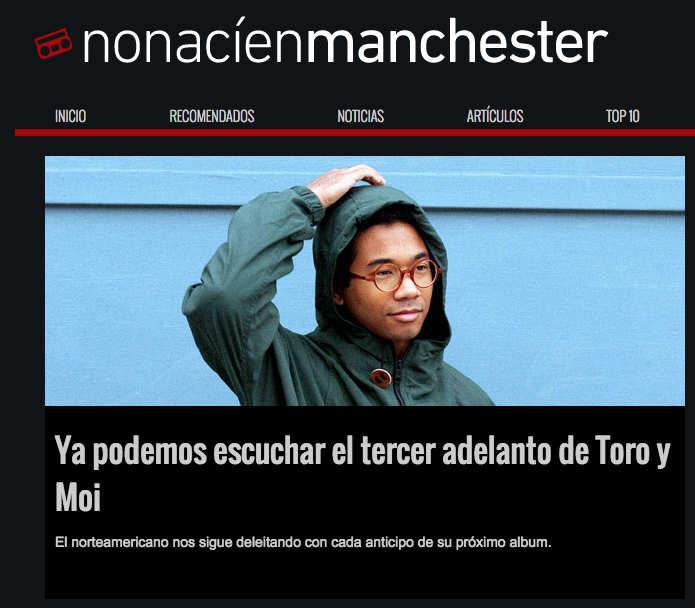 nonacíenmanchester
INICIO RECOMENDADOS NOTICIAS ARTÍCULOS TOP 10
Ya podemos escuchar el tercer adelanto de Toro y
Moi
El norteamericano nos sigue deleitando con cada anticipo de su próximo album.